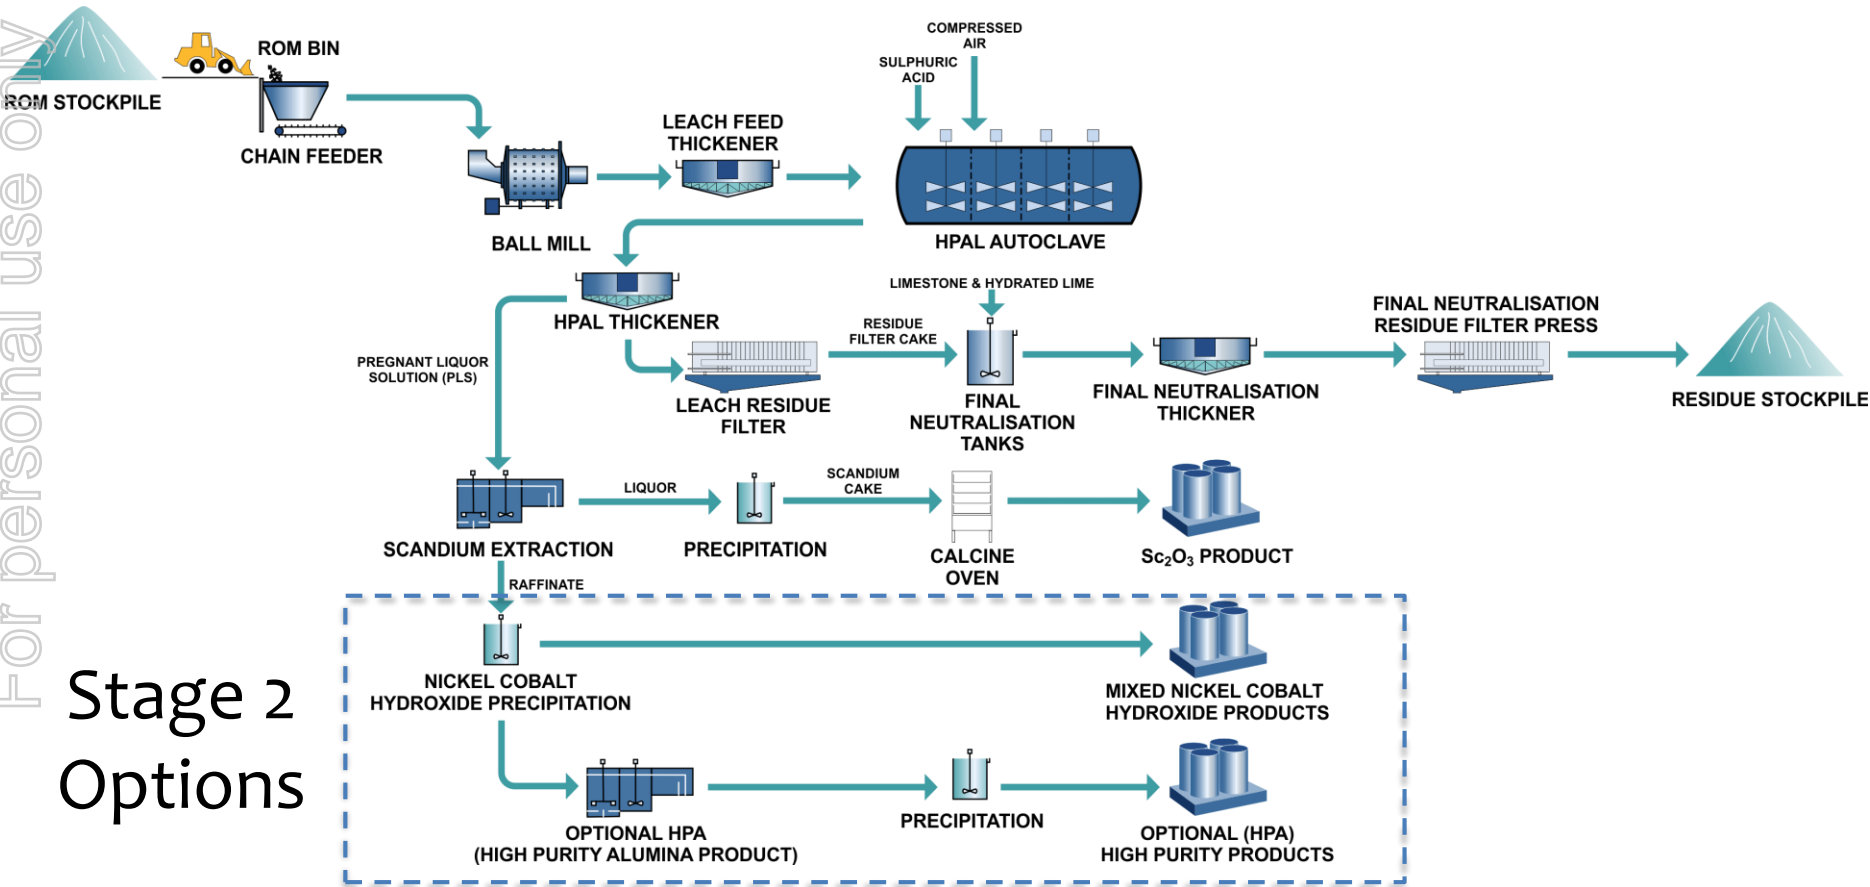 For personal use only
ROM STOCKPILE
ROM BIN
CHAIN FEEDER
BALL MILL
LEACH FEED
THICKENER
SULPHURIC
ACID
COMPRESSED
AIR
HPAL AUTOCLAVE
HPAL THICKENER
PREGNANT LIQUOR
SOLUTION (PLS)
LEACH RESIDUE
FILTER
RESIDUE
FILTER CAKE
LIMESTONE & HYDRATED LIME
FINAL
NEUTRALISATION
TANKS
FINAL NEUTRALISATION
THICKNER
FINAL NEUTRALISATION
RESIDUE FILTER PRESS
RESIDUE STOCKPILE
SCANDIUM EXTRACTION
LIQUOR
PRECIPITATION
SCANDIUM
CAKE
CALCINE
OVEN
Sc₂O₃ PRODUCT
RAFFINATE
Stage 2
Options
NICKEL COBALT
HYDROXIDE PRECIPITATION
MIXED NICKEL COBALT
HYDROXIDE PRODUCTS
OPTIONAL HPA
(HIGH PURITY ALUMINA PRODUCT)
PRECIPITATION
OPTIONAL (HPA)
HIGH PURITY PRODUCTS